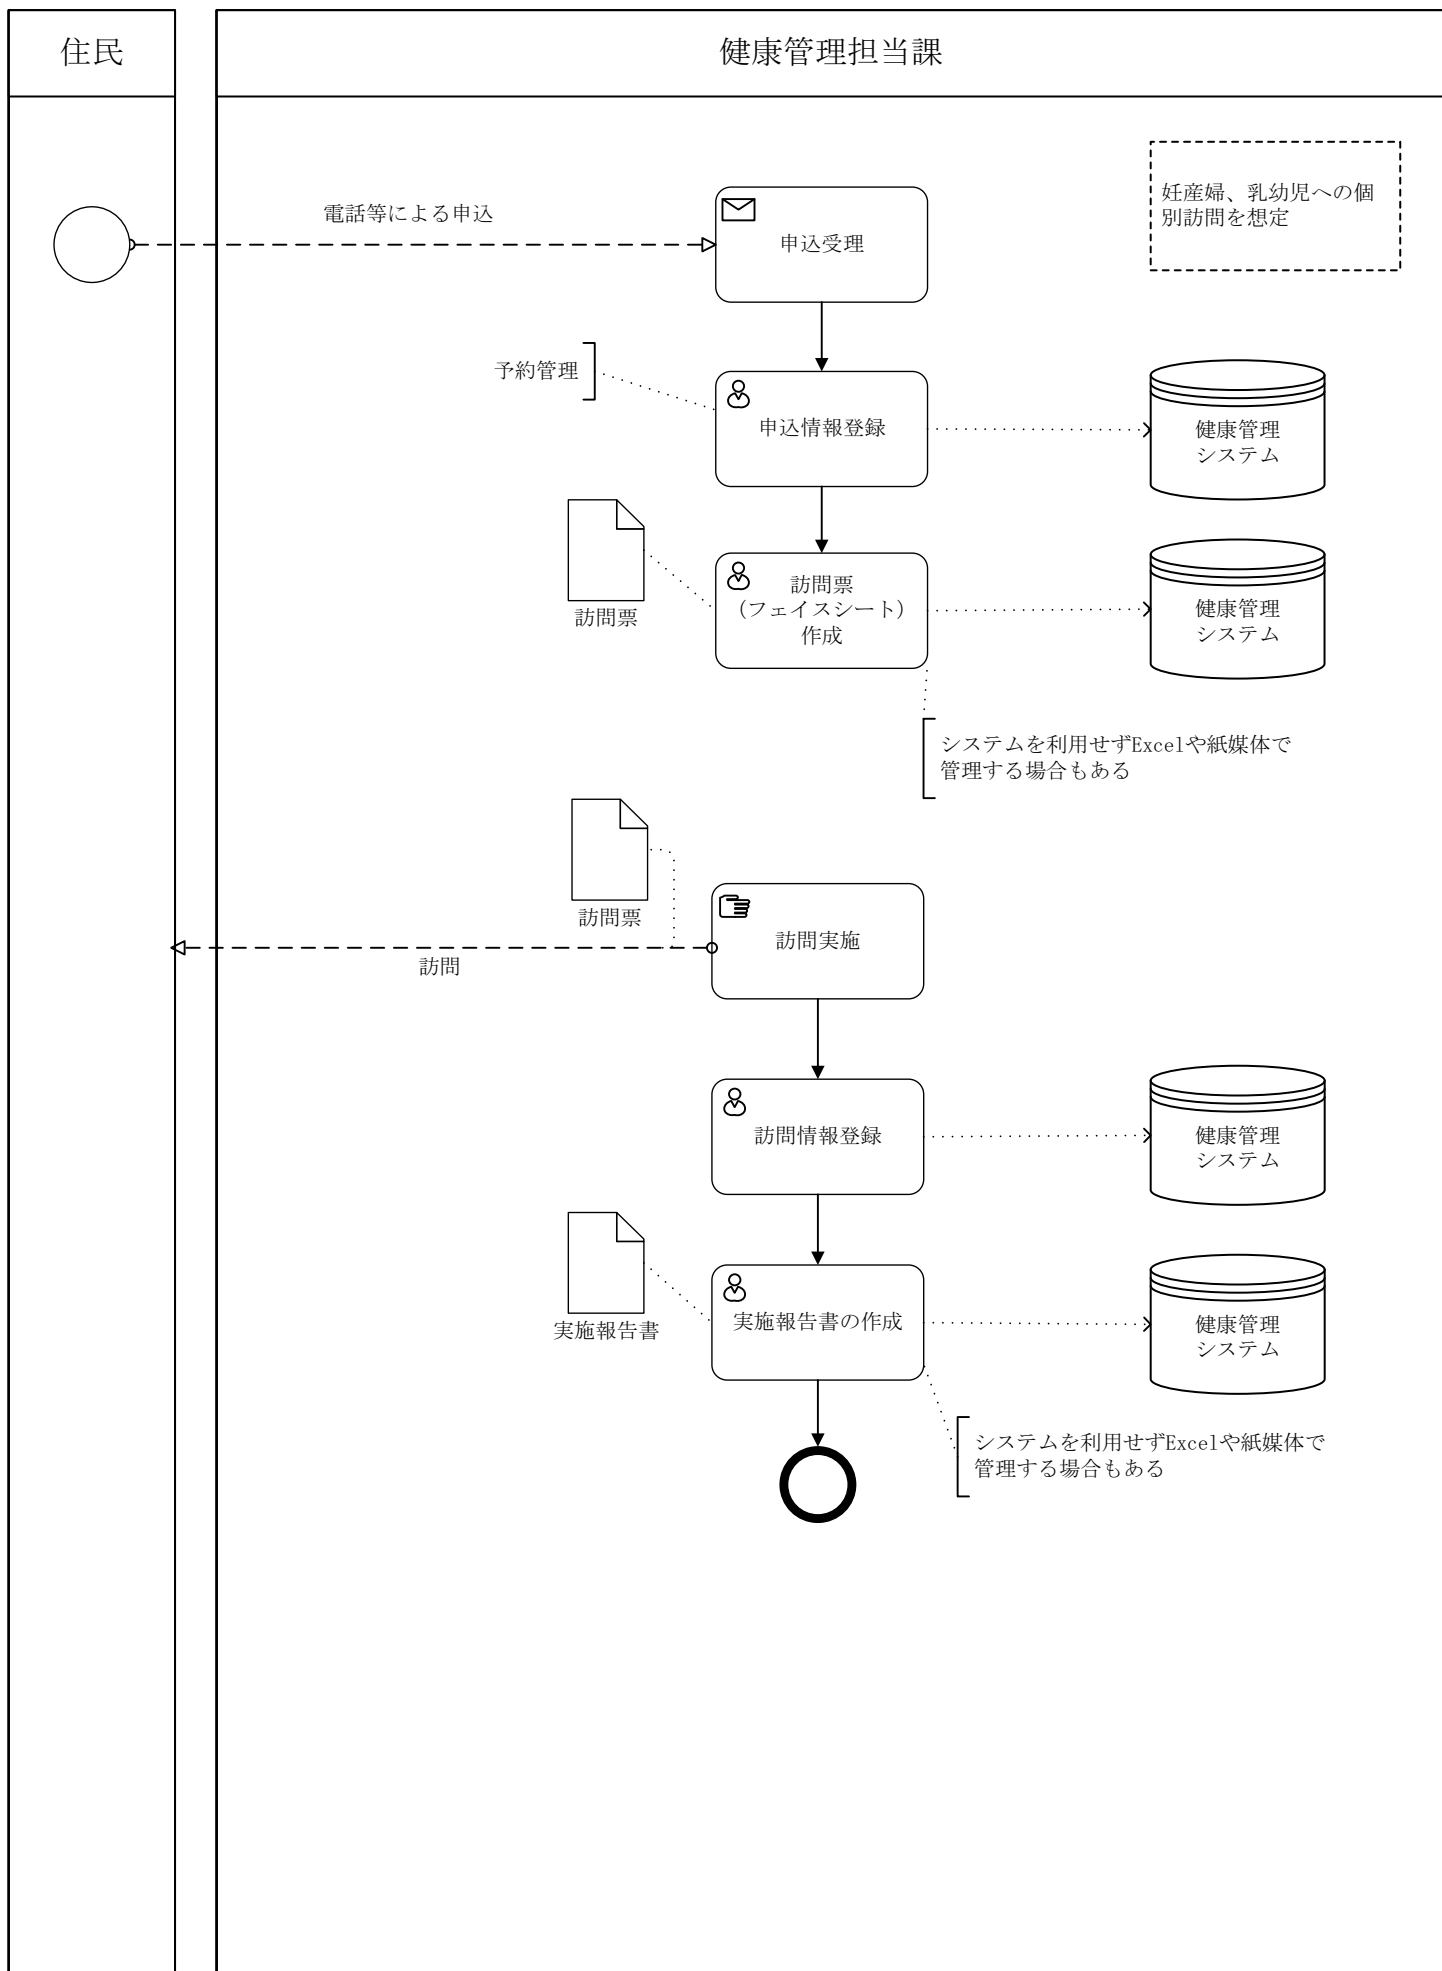 住民
健康管理担当課
妊産婦、乳幼児への個
別訪問を想定
電話等による申込
申込受理
予約管理
申込情報登録
健康管理
システム
訪問票
訪問票
(フェイスシート)
作成
健康管理
システム
システムを利用せずExcelや紙媒体で
管理する場合もある
訪問票
訪問実施
訪問
訪問情報登録
健康管理
システム
実施報告書
実施報告書の作成
健康管理
システム
システムを利用せずExcelや紙媒体で
管理する場合もある